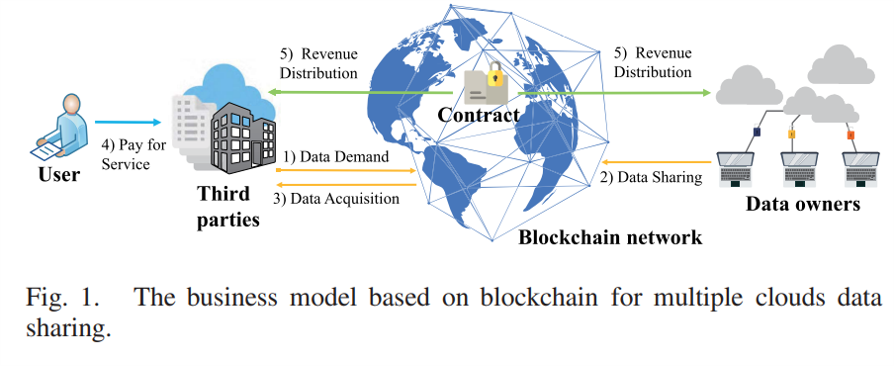 5) Revenue
Distribution
5) Revenue
Distribution
Contract
4) Pay for
Service
User
1) Data Demand
Third
parties
3) Data Acquisition
2) Data Sharing
Data owners
Blockchain network
Fig. 1. The business model based on blockchain for multiple clouds data
sharing.